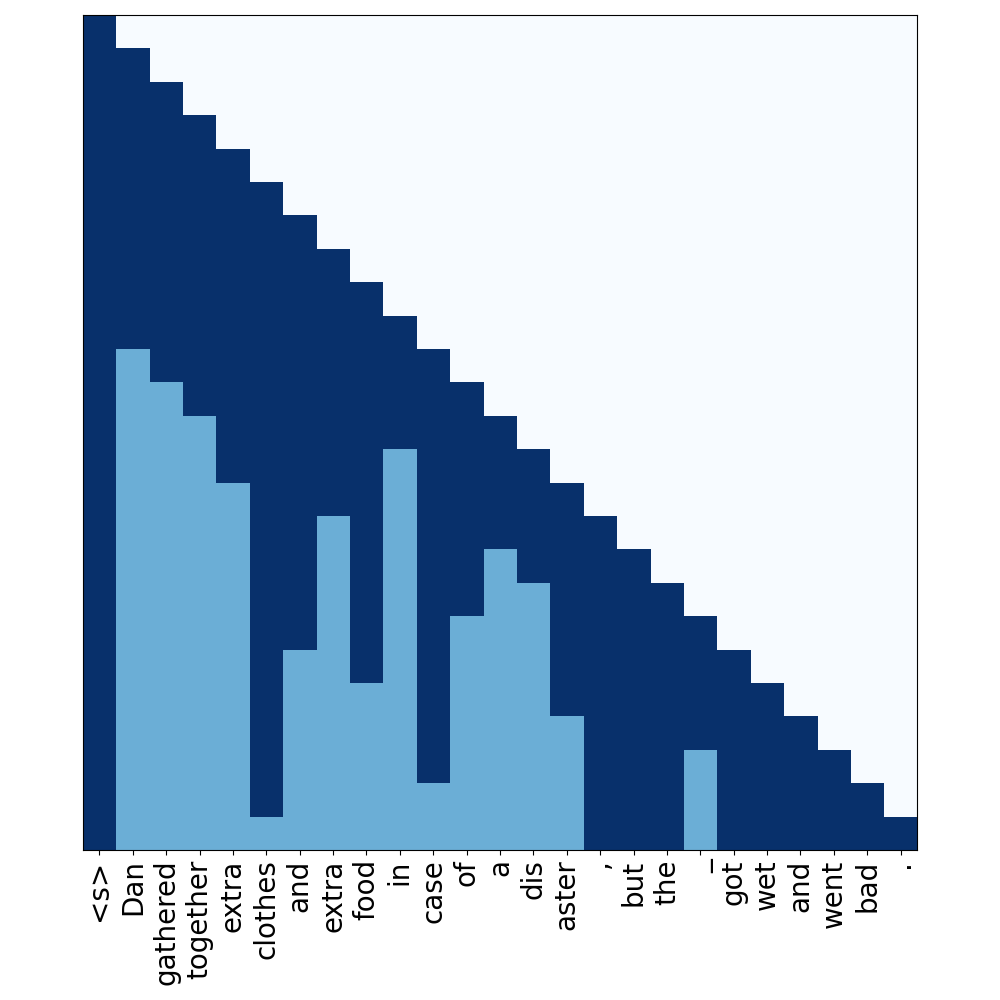 <s> Dan gathered together extra clothes and extra food in case of a dis aster , but the _ got wet and went bad .